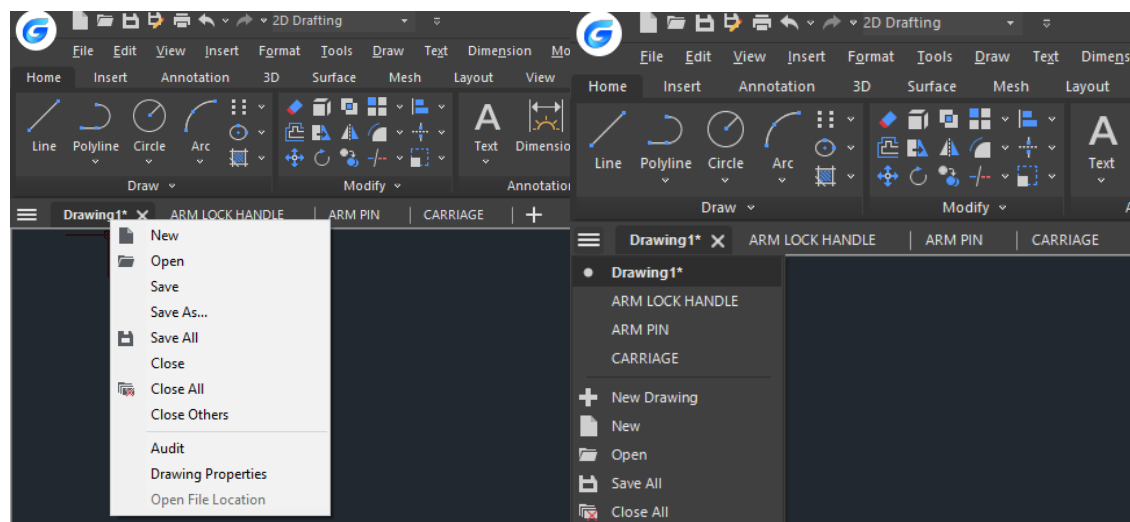 2D Drafting
File Edit View Insert Format Tools Draw Text Dimension Mo
Home Insert Annotation 3D Surface Mesh Layout View
Line Polyline Circle Arc Text Dimensio
Draw Modify Annotation
Drawing1* ARM LOCK HANDLE ARM PIN CARRIAGE
New
Open
Save
Save As...
Save All
Close
Close All
Close Others
Audit
Drawing Properties
Open File Location
2D Drafting
File Edit View Insert Format Tools Draw Text Dimens
Home Insert Annotation 3D Surface Mesh Layout
Line Polyline Circle Arc Text
Draw Modify
Drawing1* ARM LOCK HANDLE ARM PIN CARRIAGE
Drawing1*
ARM LOCK HANDLE
ARM PIN
CARRIAGE
New Drawing
New
Open
Save All
Close All